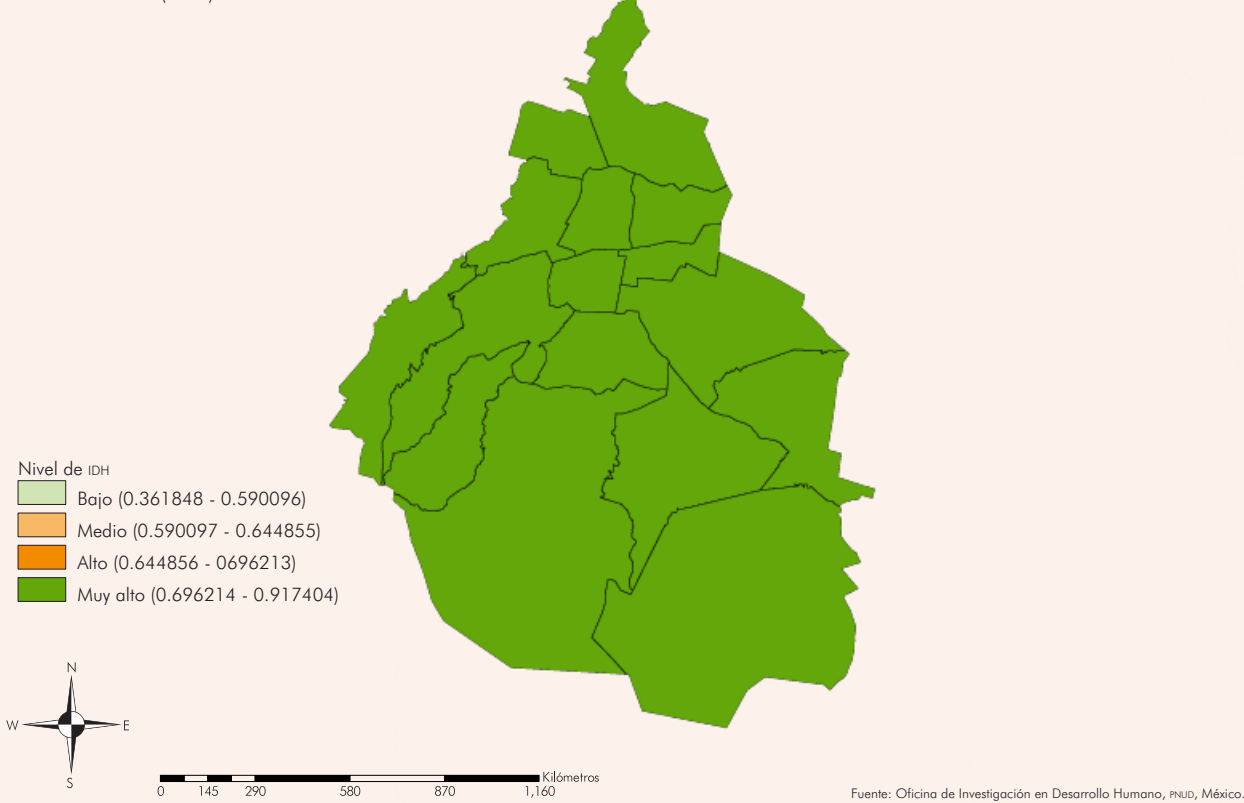 Nivel de IDH
Bajo (0.361848 - 0.590096)
Medio (0.590097 - 0.644855)
Alto (0.644856 - 0696213)
Muy alto (0.696214 - 0.917404)
N
W E
S
Kilómetros
0 145 290 580 870 1,160
Fuente: Oficina de Investigación en Desarrollo Humano, PNUD, México.